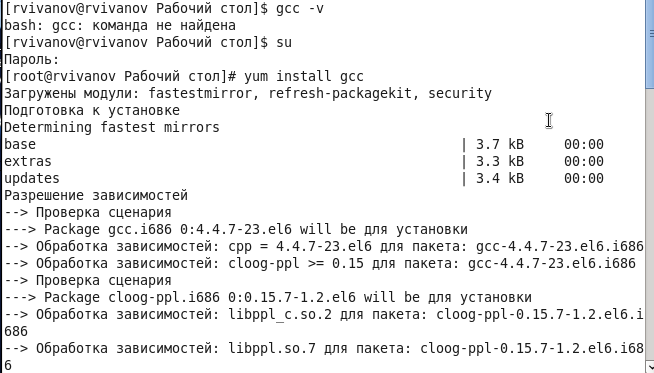 [rvivanov@rvivanov Рабочий стол]$ gcc -v
bash: gcc: команда не найдена
[rvivanov@rvivanov Рабочий стол]$ su
Пароль:
[root@rvivanov Рабочий стол]# yum install gcc
Загружены модули: fastestmirror, refresh-packagekit, security
Подготовка к установке
Determining fastest mirrors
base | 3.7 kB 00:00
extras | 3.3 kB 00:00
updates | 3.4 kB 00:00
Разрешение зависимостей
--> Проверка сценария
---> Package gcc.i686 0:4.4.7-23.el6 will be для установки
--> Обработка зависимостей: cpp = 4.4.7-23.el6 для пакета: gcc-4.4.7-23.el6.i686
--> Обработка зависимостей: cloog-ppl >= 0.15 для пакета: gcc-4.4.7-23.el6.i686
--> Проверка сценария
---> Package cloog-ppl.i686 0:0.15.7-1.2.el6 will be для установки
--> Обработка зависимостей: libppl_c.so.2 для пакета: cloog-ppl-0.15.7-1.2.el6.i
686
--> Обработка зависимостей: libppl.so.7 для пакета: cloog-ppl-0.15.7-1.2.el6.i68
6